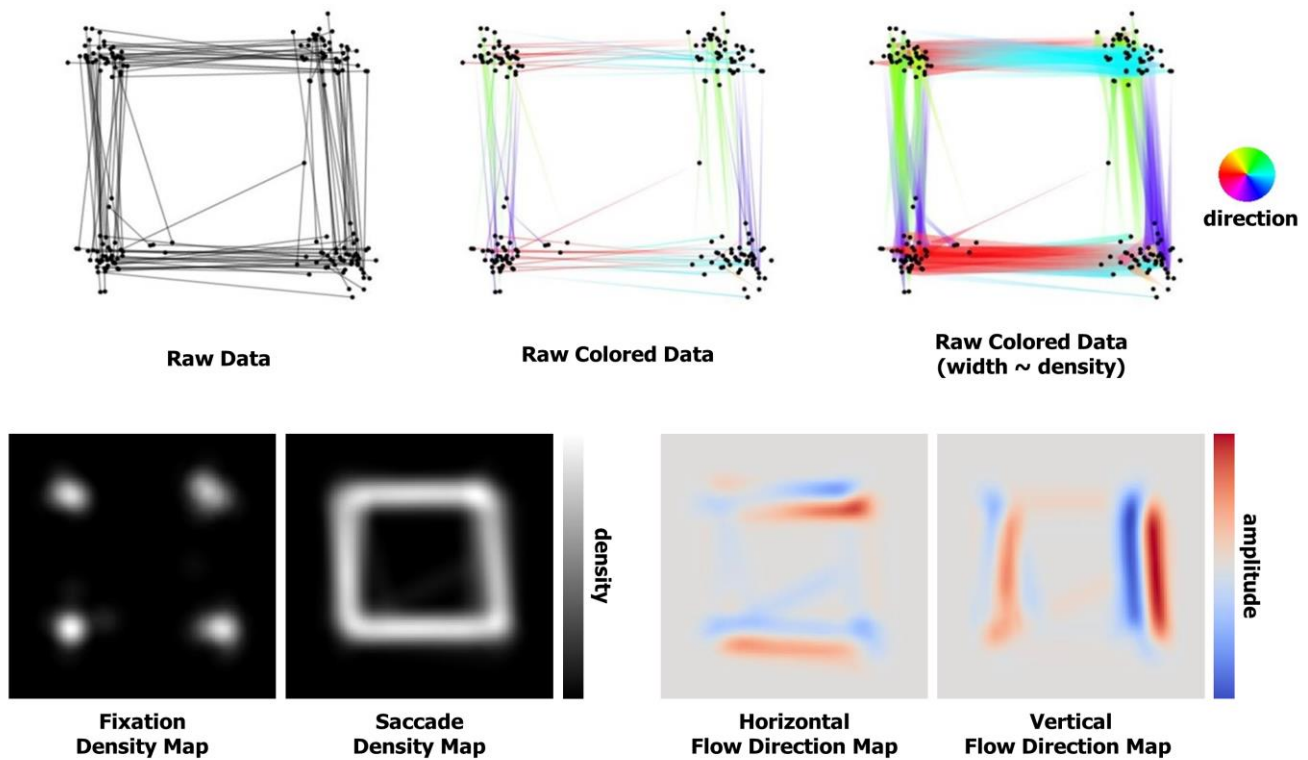 direction
Raw Data
Raw Colored Data
Raw Colored Data
(width ~ density)
density
amplitude
Fixation
Density Map
Saccade
Density Map
Horizontal
Flow Direction Map
Vertical
Flow Direction Map